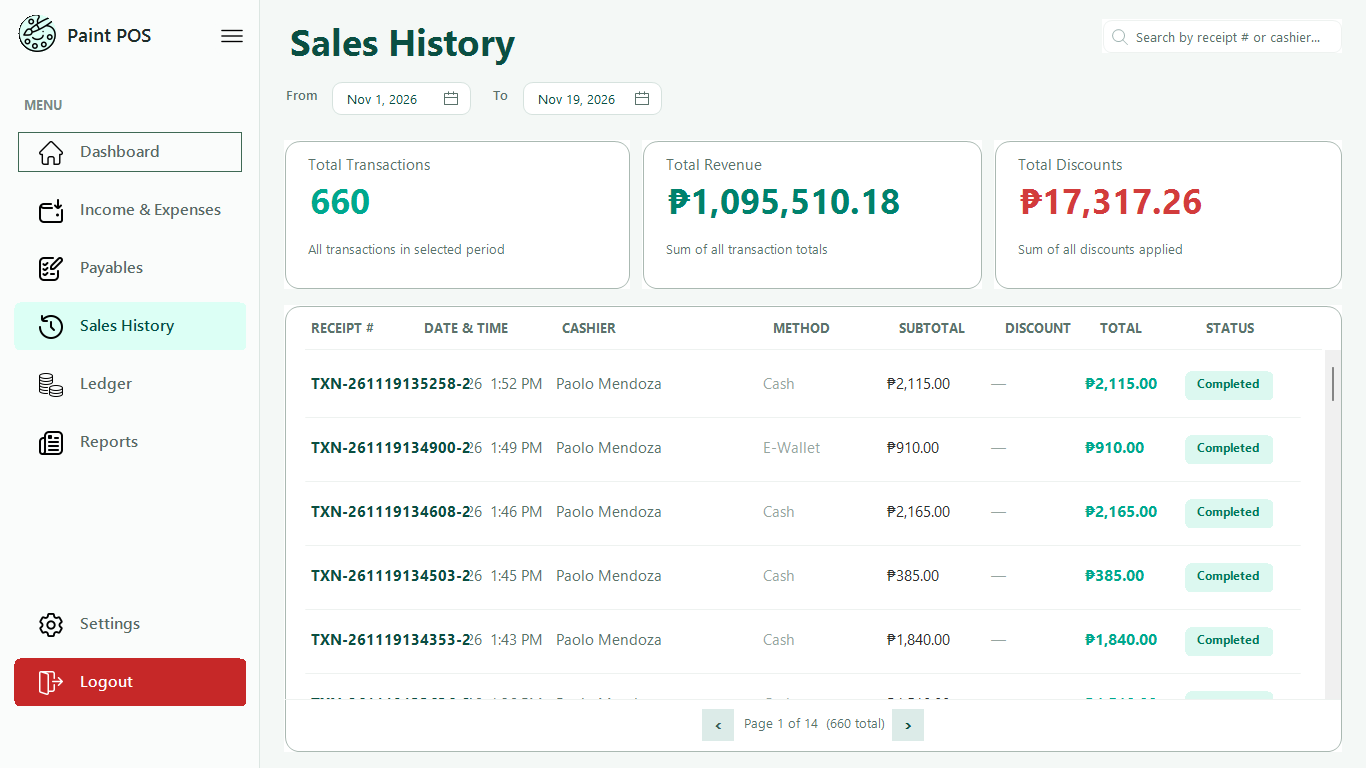 Paint POS
MENU
Dashboard
Income & Expenses
Payables
Sales History
Ledger
Reports
Settings
Logout
Sales History
Search by receipt # or cashier...
From Nov 1, 2026 To Nov 19, 2026
Total Transactions
660
All transactions in selected period
Total Revenue
₱1,095,510.18
Sum of all transaction totals
Total Discounts
₱17,317.26
Sum of all discounts applied
RECEIPT # DATE & TIME CASHIER METHOD SUBTOTAL DISCOUNT TOTAL STATUS
TXN-261119135258-2 26 1:52 PM Paolo Mendoza Cash ₱2,115.00 — ₱2,115.00 Completed
TXN-261119134900-2 26 1:49 PM Paolo Mendoza E-Wallet ₱910.00 — ₱910.00 Completed
TXN-261119134608-2 26 1:46 PM Paolo Mendoza Cash ₱2,165.00 — ₱2,165.00 Completed
TXN-261119134503-2 26 1:45 PM Paolo Mendoza Cash ₱385.00 — ₱385.00 Completed
TXN-261119134353-2 26 1:43 PM Paolo Mendoza Cash ₱1,840.00 — ₱1,840.00 Completed
‹ Page 1 of 14 (660 total) ›